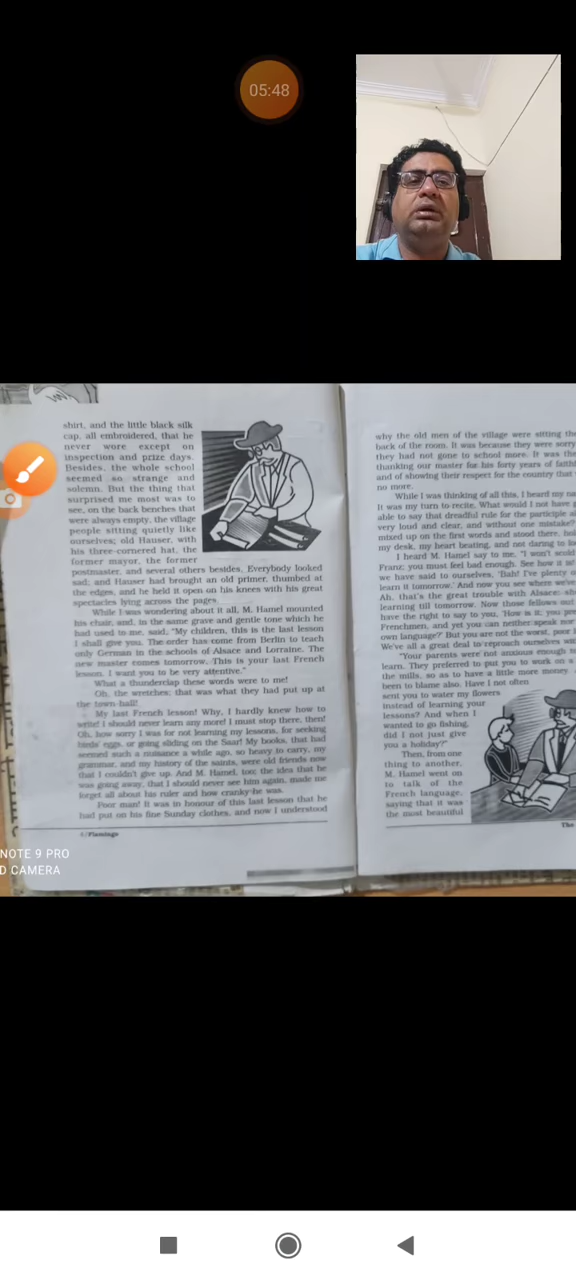 05:48
shirt, and the little black silk
cap, all embroidered, that he
never wore except on
inspection and prize days.
Besides, the whole school
seemed so strange and
solemn. But the thing that
surprised me most was to
see, on the back benches that
were always empty, the village
people sitting quietly like
ourselves; old Hauser, with
his three-cornered hat, the
former mayor, the former
postmaster, and several others besides. Everybody looked
sad; and Hauser had brought an old primer, thumbed at
the edges, and he held it open on his knees with his great
spectacles lying across the pages.
While I was wondering about it all, M. Hamel mounted
his chair, and, in the same grave and gentle tone which he
had used to me, said, "My children, this is the last lesson
I shall give you. The order has come from Berlin to teach
only German in the schools of Alsace and Lorraine. The
new master comes tomorrow. This is your last French
lesson. I want you to be very attentive."
What a thunderclap these words were to me!
Oh, the wretches; that was what they had put up at
the town-hall!
My last French lesson! Why, I hardly knew how to
write! I should never learn any more! I must stop there, then!
Oh, how sorry I was for not learning my lessons, for seeking
birds' eggs, or going sliding on the Saar! My books, that had
seemed such a nuisance a while ago, so heavy to carry, my
grammar, and my history of the saints, were old friends now
that I couldn't give up. And M. Hamel, too; the idea that he
was going away, that I should never see him again, made me
forget all about his ruler and how cranky he was.
Poor man! It was in honour of this last lesson that he
had put on his fine Sunday clothes, and now I understood
4/Flamingo
why the old men of the village were sitting the
back of the room. It was because they were sorry
they had not gone to school more. It was the
thanking our master for his forty years of faith
and of showing their respect for the country that
no more.
While I was thinking of all this, I heard my na
It was my turn to recite. What would I not have g
able to say that dreadful rule for the participle a
very loud and clear, and without one mistake?
mixed up on the first words and stood there, hol
my desk, my heart beating, and not daring to lo
I heard M. Hamel say to me, "I won't scold
Franz; you must feel bad enough. See how it is!
we have said to ourselves, 'Bah! I've plenty o
learn it tomorrow.' And now you see where we've
Ah, that's the great trouble with Alsace; she
learning till tomorrow. Now those fellows out
have the right to say to you, 'How is it; you pre
Frenchmen, and yet you can neither speak nor
own language?' But you are not the worst, poor l
We've all a great deal to reproach ourselves wit
"Your parents were not anxious enough to
learn. They preferred to put you to work on a
the mills, so as to have a little more money.
been to blame also. Have I not often
sent you to water my flowers
instead of learning your
lessons? And when I
wanted to go fishing,
did I not just give
you a holiday?"
Then, from one
thing to another,
M. Hamel went on
to talk of the
French language,
saying that it was
the most beautiful
The
NOTE 9 PRO
D CAMERA